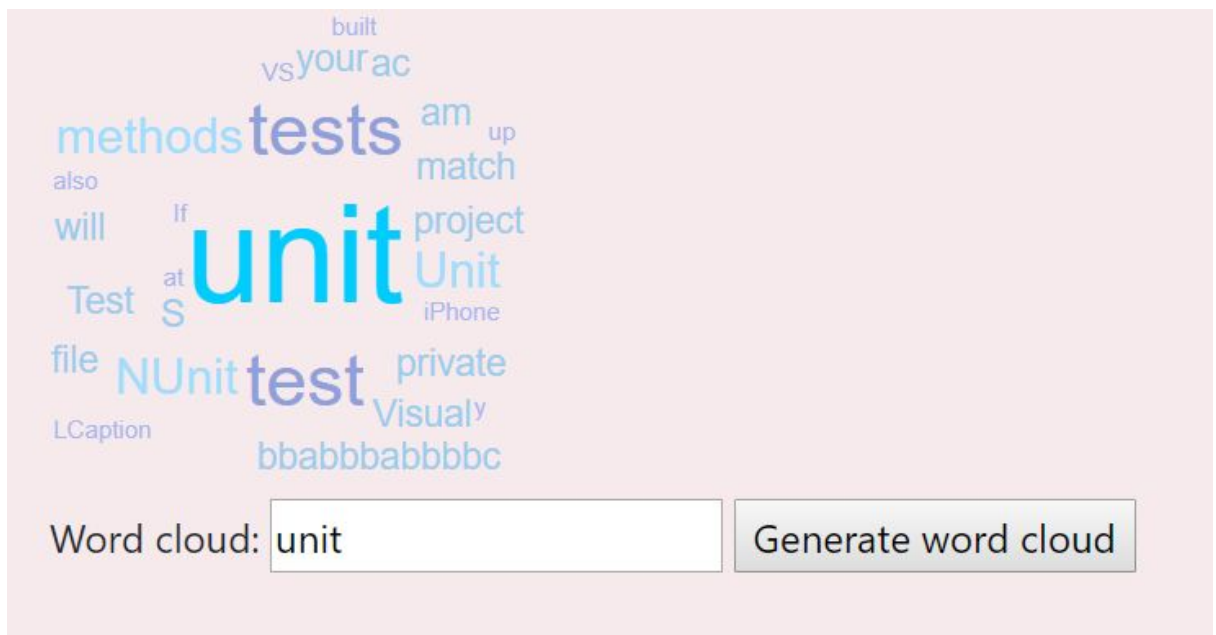 built
VS your ac
methods tests am up
also match
will If unit project
at Unit
Test S iPhone
file NUnit test private
LCaption Visual y
bbabbbabbbbc
Word cloud: unit Generate word cloud